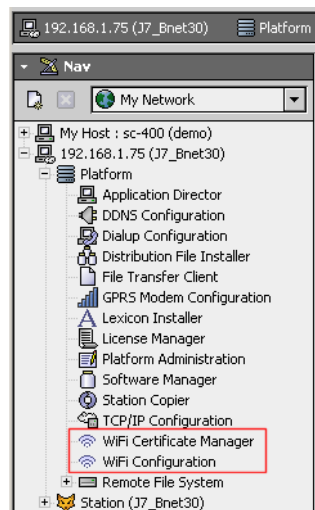 192.168.1.75 (J7_Bnet30) Platform
Nav
My Network
My Host : sc-400 (demo)
192.168.1.75 (J7_Bnet30)
Platform
Application Director
DDNS Configuration
Dialup Configuration
Distribution File Installer
File Transfer Client
GPRS Modem Configuration
Lexicon Installer
License Manager
Platform Administration
Software Manager
Station Copier
TCP/IP Configuration
WiFi Certificate Manager
WiFi Configuration
Remote File System
Station (J7_Bnet30)